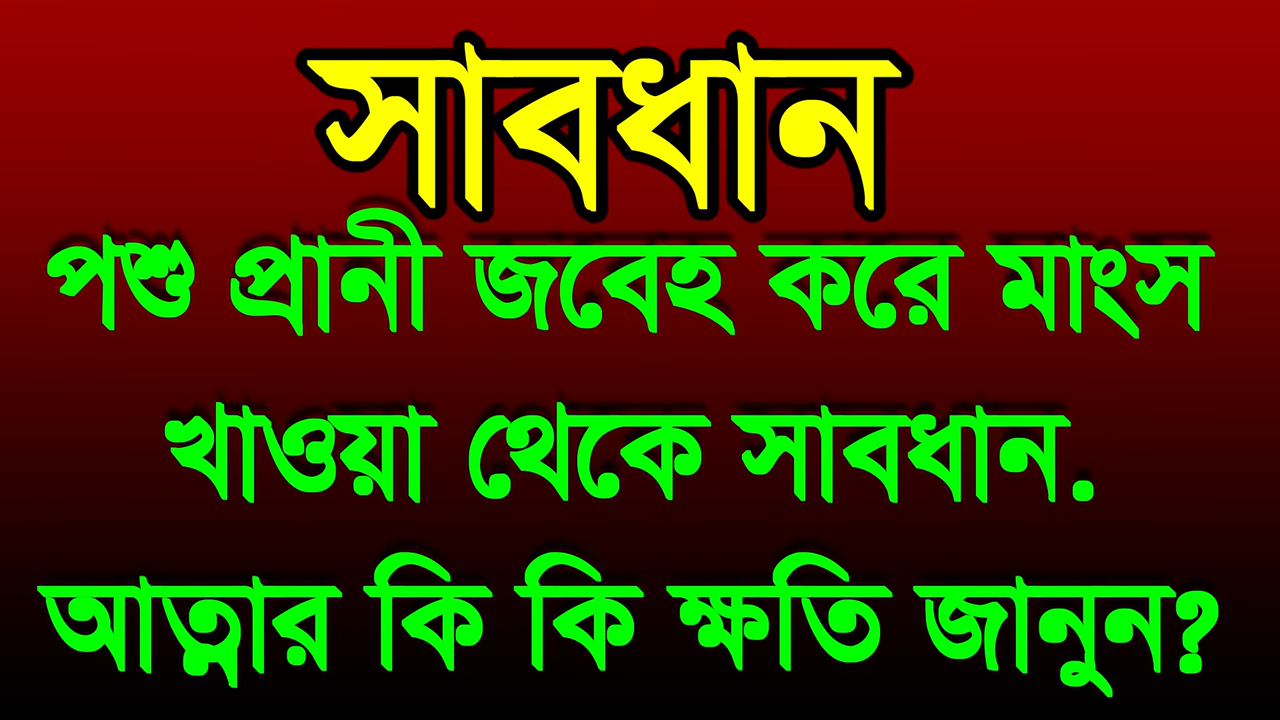 সাবধান
পশু প্রানী জবেহ করে মাংস
খাওয়া থেকে সাবধান.
আত্নার কি কি ক্ষতি জানুন?